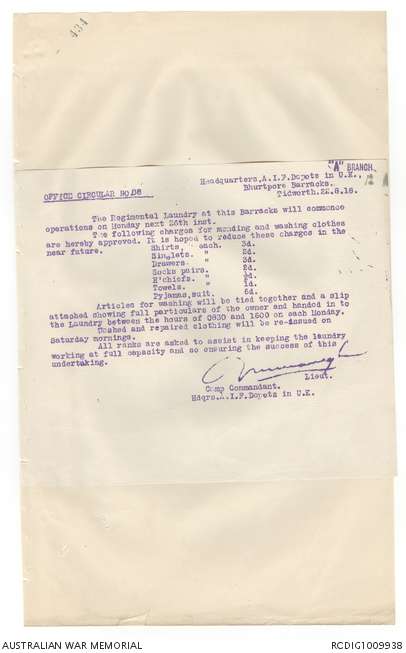 434
"A" BRANCH.
Headquarters,A.I.F.Depots in U.K.,
Bhurtpore Barracks.
Tidworth.22.8.18.
OFFICE CIRCULAR No.98
The Regimental Laundry at this Barracks will commence
operations on Monday next 26th inst.
The following charges for mending and washing clothes
are hereby approved. It is hoped to reduce these charges in the
near future.
Shirts, each. 3d.
Singlets. " 2d.
Drawers. " 3d.
Socks pairs. 2d.
H'chiefs. " ½d.
Towels. " 1d.
Pyjamas,suit. 6d.
Articles for washing will be tied together and a slip
attached showing full particulars of the owner and handed in to
the Laundry between the hours of 0830 and 1600 on each Monday.
Washed and repaired clothing will be re-issued on
Saturday mornings.
All ranks are asked to assist in keeping the laundry
working at full capacity and so ensuring the success of this
undertaking.
Lieut.
Camp Commandant.
Hdqrs.A.I.F.Depots in U.K.
AUSTRALIAN WAR MEMORIAL
RCDIG1009938